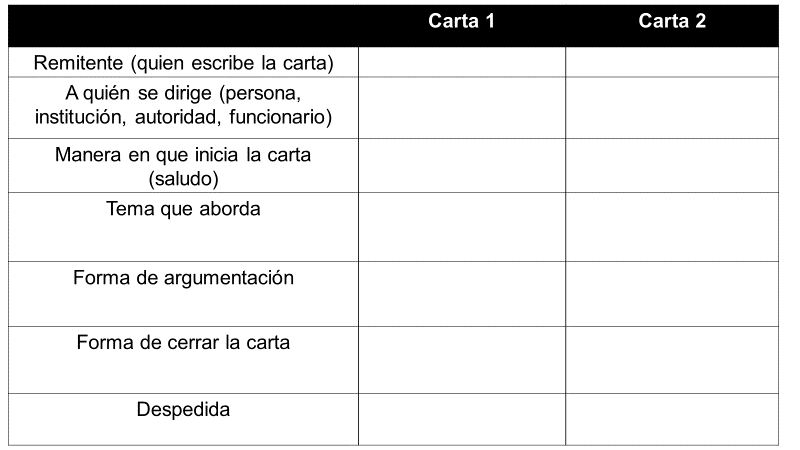 Carta 1 Carta 2
Remitente (quien escribe la carta)
A quién se dirige (persona,
institución, autoridad, funcionario)
Manera en que inicia la carta
(saludo)
Tema que aborda
Forma de argumentación
Forma de cerrar la carta
Despedida